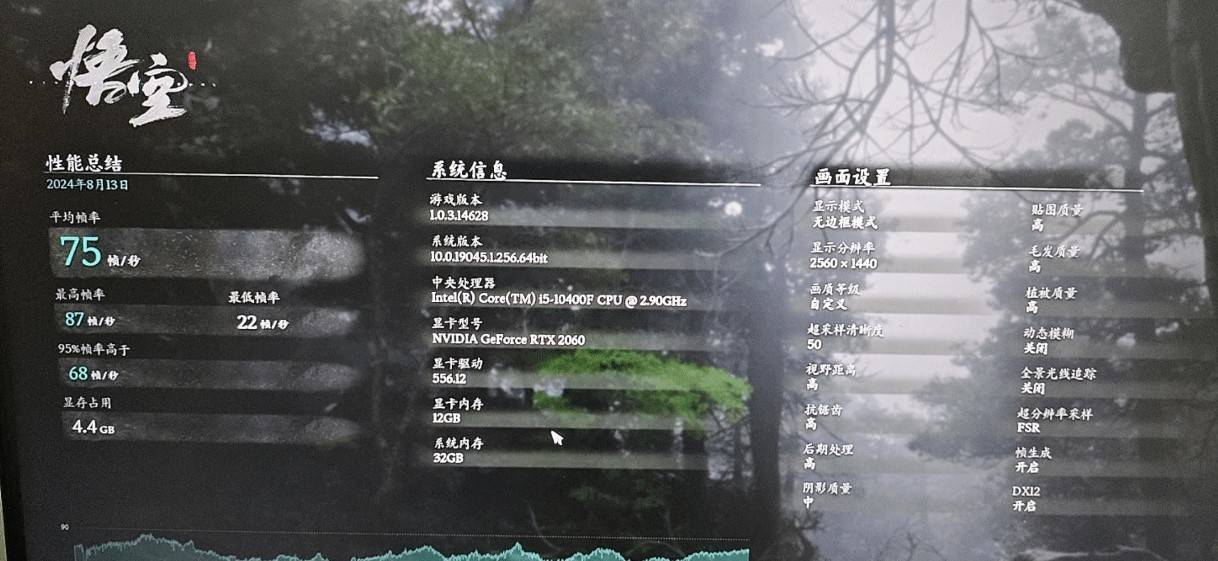 悟空
性能总结
2024年8月13日
平均帧率
75 帧/秒
最高帧率 最低帧率
87 帧/秒 22 帧/秒
95%帧率高于
68 帧/秒
显存占用
4.4 GB
90
系统信息
游戏版本
1.0.3.14628
系统版本
10.0.19045.1.256.64bit
中央处理器
Intel(R) Core(TM) i5-10400F CPU @ 2.90GHz
显卡型号
NVIDIA GeForce RTX 2060
显卡驱动
556.12
显卡内存
12GB
系统内存
32GB
画面设置
显示模式
无边框模式
显示分辨率
2560 x 1440
画质等级
自定义
超采样清晰度
50
视野距离
高
抗锯齿
高
后期处理
高
阴影质量
中
贴图质量
高
毛发质量
高
植被质量
高
动态模糊
关闭
全景光线追踪
关闭
超分辨率采样
FSR
帧生成
开启
DX12
开启